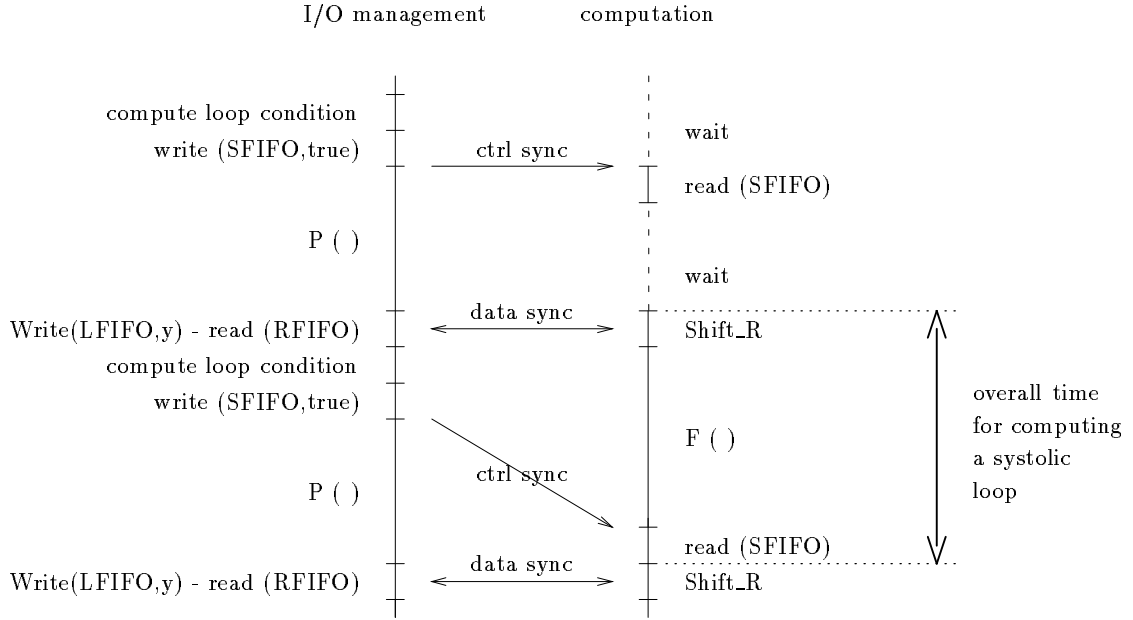 I/O management computation
compute loop condition
write (SFIFO,true)
ctrl sync
wait
read (SFIFO)
P ( )
wait
Write(LFIFO,y) - read (RFIFO)
data sync
Shift_R
compute loop condition
write (SFIFO,true)
overall time
for computing
a systolic
loop
F ( )
ctrl sync
P ( )
read (SFIFO)
Write(LFIFO,y) - read (RFIFO)
data sync
Shift_R